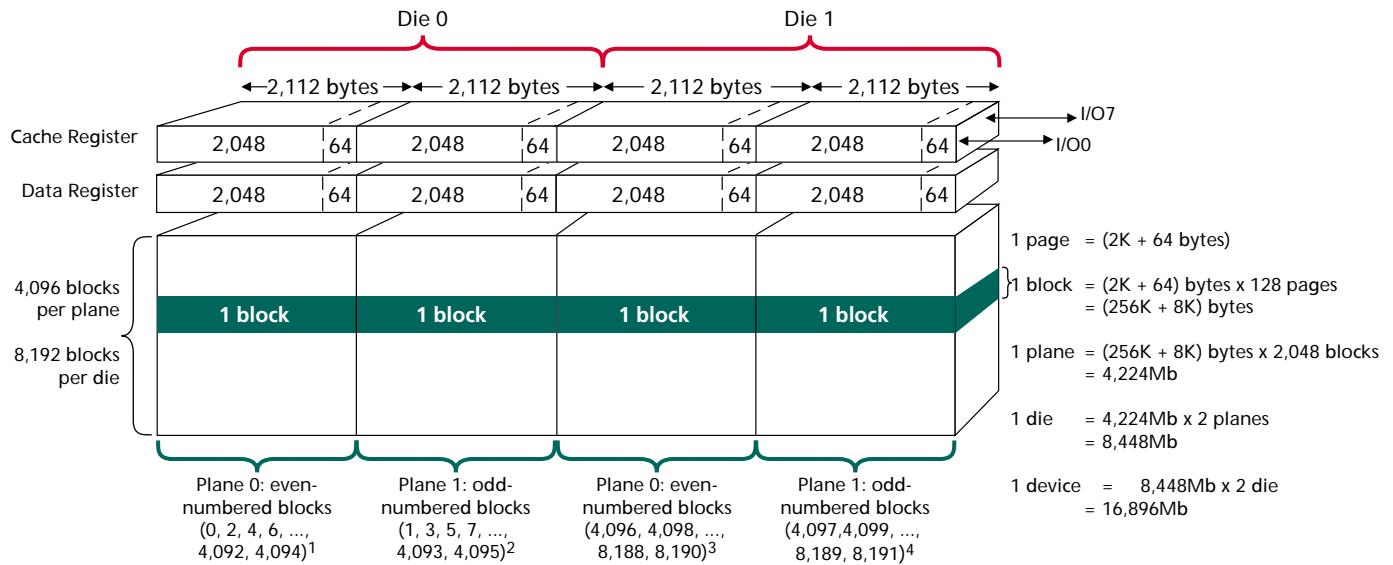 Die 0
Die 1
2,112 bytes
2,112 bytes
2,112 bytes
2,112 bytes
I/O7
I/O0
Cache Register
2,048
64
2,048
64
2,048
64
2,048
64
Data Register
2,048
64
2,048
64
2,048
64
2,048
64
4,096 blocks
per plane
8,192 blocks
per die
1 block
1 block
1 block
1 block
1 page = (2K + 64 bytes)
1 block = (2K + 64) bytes x 128 pages
= (256K + 8K) bytes
1 plane = (256K + 8K) bytes x 2,048 blocks
= 4,224Mb
1 die = 4,224Mb x 2 planes
= 8,448Mb
1 device = 8,448Mb x 2 die
= 16,896Mb
Plane 0: even-
numbered blocks
(0, 2, 4, 6, ...,
4,092, 4,094)1
Plane 1: odd-
numbered blocks
(1, 3, 5, 7, ...,
4,093, 4,095)2
Plane 0: even-
numbered blocks
(4,096, 4,098, ...,
8,188, 8,190)3
Plane 1: odd-
numbered blocks
(4,097,4,099, ...,
8,189, 8,191)4